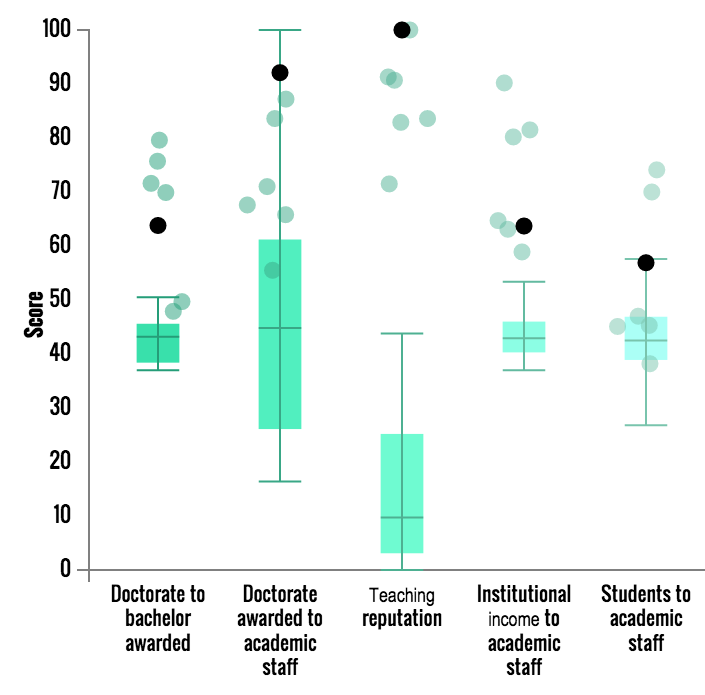 100
90
80
70
60
50
40
30
20
10
0
Score
Doctorate to
bachelor
awarded
Doctorate
awarded to
academic
staff
Teaching
reputation
Institutional
income to
academic
staff
Students to
academic
staff